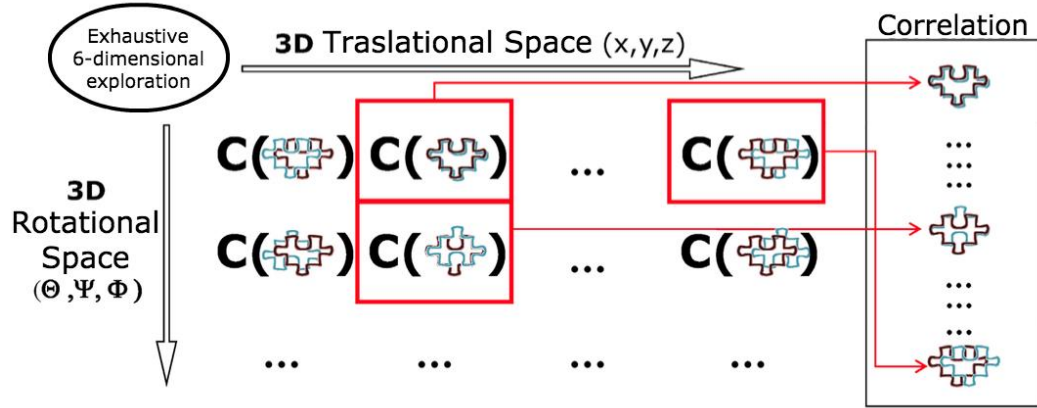 Exhaustive
6-dimensional
exploration
3D Traslational Space (x,y,z)
Correlation
3D
Rotational
Space
(Θ ,Ψ, Φ )
C( ) C( ) ... C( )
C( ) C( ) ... C( )
... ... ... ...
...
...
...
...
...
...